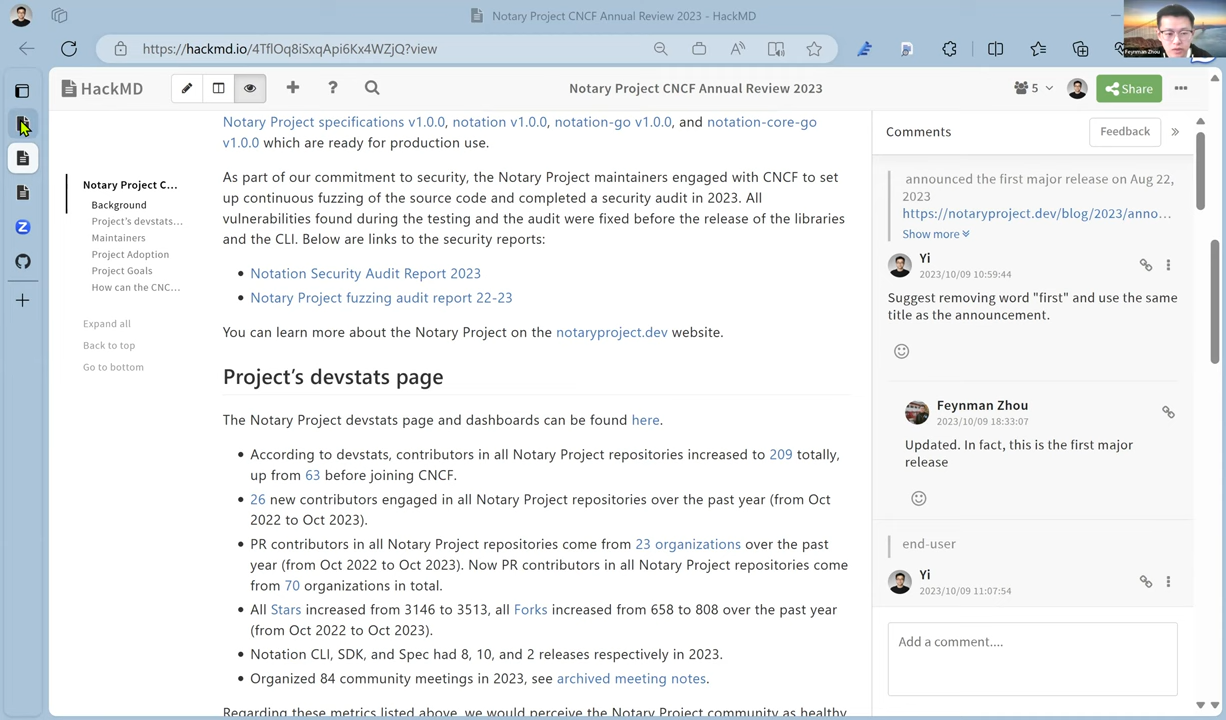 Notary Project CNCF Annual Review 2023 - HackMD
https://hackmd.io/4TflOq8iSxqApi6Kx4WZjQ?view
Feynman Zhou
HackMD
Notary Project CNCF Annual Review 2023
5
Share
Notary Project C...
Background
Project's devstats...
Maintainers
Project Adoption
Project Goals
How can the CNC...
Expall all
Back to top
Go to bottom
Notary Project specifications v1.0.0, notation v1.0.0, notation-go v1.0.0, and notation-core-go
v1.0.0 which are ready for production use.
As part of our commitment to security, the Notary Project maintainers engaged with CNCF to set
up continuous fuzzing of the source code and completed a security audit in 2023. All
vulnerabilities found during the testing and the audit were fixed before the release of the libraries
and the CLI. Below are links to the security reports:
• Notation Security Audit Report 2023
• Notary Project fuzzing audit report 22-23
You can learn more about the Notary Project on the notaryproject.dev website.
Project's devstats page
The Notary Project devstats page and dashboards can be found here.
• According to devstats, contributors in all Notary Project repositories increased to 209 totally,
up from 63 before joining CNCF.
• 26 new contributors engaged in all Notary Project repositories over the past year (from Oct
2022 to Oct 2023).
• PR contributors in all Notary Project repositories come from 23 organizations over the past
year (from Oct 2022 to Oct 2023). Now PR contributors in all Notary Project repositories come
from 70 organizations in total.
• All Stars increased from 3146 to 3513, all Forks increased from 658 to 808 over the past year
(from Oct 2022 to Oct 2023).
• Notation CLI, SDK, and Spec had 8, 10, and 2 releases respectively in 2023.
• Organized 84 community meetings in 2023, see archived meeting notes.
Regarding these metrics listed above, we would perceive the Notary Project community as healthy
Comments
Feedback
announced the first major release on Aug 22,
2023
https://notaryproject.dev/blog/2023/anno...
Show more
Yi
2023/10/09 10:59:44
Suggest removing word "first" and use the same
title as the announcement.
Feynman Zhou
2023/10/09 18:33:07
Updated. In fact, this is the first major
release
end-user
Yi
2023/10/09 11:07:54
Add a comment....